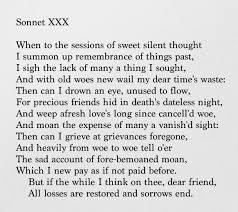 Sonnet XXX
When to the sessions of sweet silent thought
I summon up remembrance of things past,
I sigh the lack of many a thing I sought,
And with old woes new wail my dear time's waste:
Then can I drown an eye, unused to flow,
For precious friends hid in death's dateless night,
And weep afresh love's long since cancell'd woe,
And moan the expense of many a vanish'd sight:
Then can I grieve at grievances foregone,
And heavily from woe to woe tell o'er
The sad account of fore-bemoaned moan,
Which I new pay as if not paid before.
But if the while I think on thee, dear friend,
All losses are restored and sorrows end.